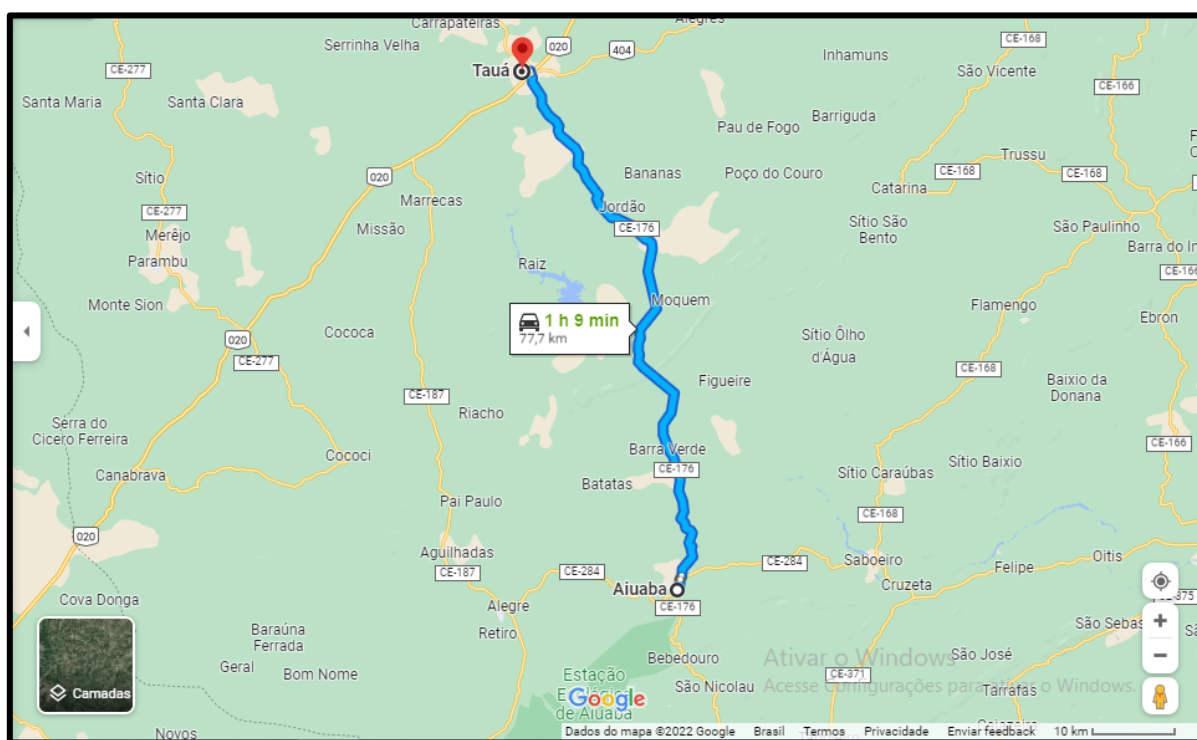 Carrapateiras
Alegres
Serrinha Velha
020
404
CE-168
Inhamuns
Tauá
CE-277
São Vicente
CE-166
Santa Maria
Santa Clara
Pau de Fogo
Barriguda
Trussu
Sítio
020
Bananas
Poço do Couro
CE-168
CE-168
Catarina
Marrecas
Jordão
CE-277
Missão
CE-176
Sítio São
Bento
São Paulinho
Merêjo
Parambu
Raiz
Barra do In
CE-166
Monte Sion
Moquem
Flamengo
1 h 9 min
77,7 km
Cococa
Sítio Ôlho
d'Água
Ebron
020
CE-277
CE-168
Figueire
Baixio da
Donana
CE-187
Riacho
Serra do
Cicero Ferreira
Barra Verde
CE-166
Cococi
CE-176
Sítio Baixio
Canabrava
Batatas
Sítio Caraúbas
Pai Paulo
CE-168
020
Aguilhadas
Oitis
CE-187
CE-284
CE-284
Saboeiro
Felipe
Aiuaba
Cruzeta
Cova Donga
Alegre
CE-176
São Sebas
Baraúna
Ferrada
Retiro
Geral
Bom Nome
Bebedouro
São José
Estação
Ecológica
de Aiuaba
CE-371
São Nicolau
Tarrafas
Camadas
Google
Ativar o Windows
Acesse Configurações para ativar o Windows.
Novos
Dados do mapa ©2022 Google Brasil Termos Privacidade Enviar feedback 10 km